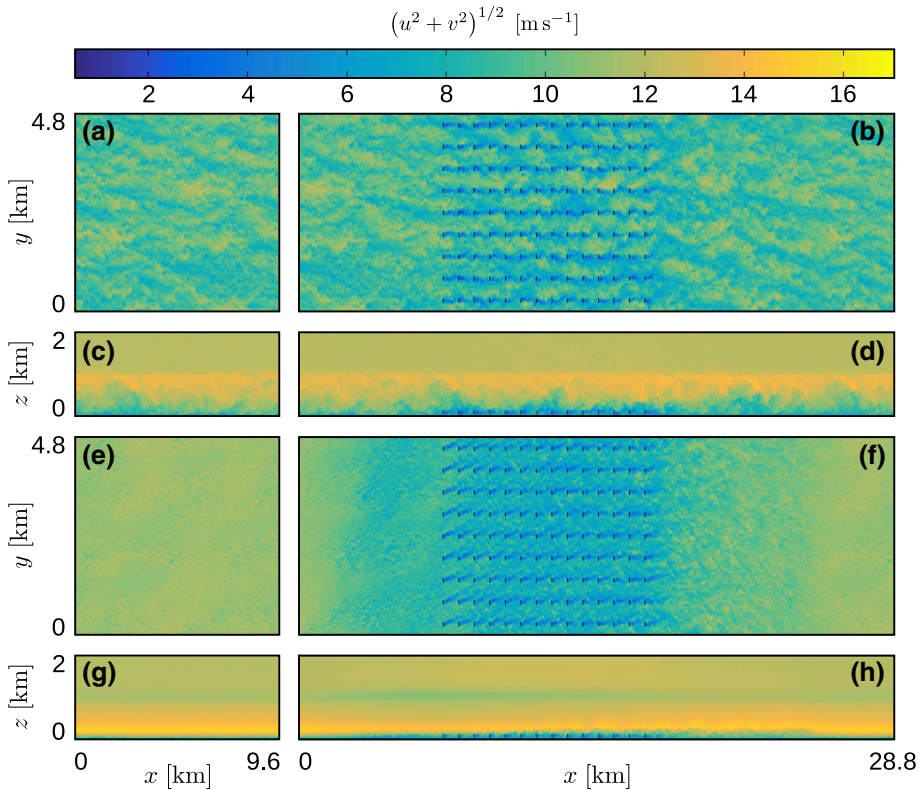 (u² + v²)^{1/2} [m s⁻¹]
2 4 6 8 10 12 14 16
4.8 (a) (b)
y [km]
0
2 (c) (d)
z [km]
0
4.8 (e) (f)
y [km]
0
2 (g) (h)
z [km]
0
0 9.6 0 28.8
x [km] x [km]